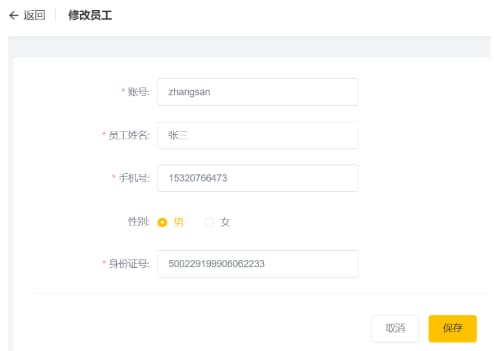 返回 修改员工
* 账号: zhangsan
* 员工姓名: 张三
* 手机号: 15320766473
性别: 男 女
* 身份证号: 500229199906062233
取消 保存